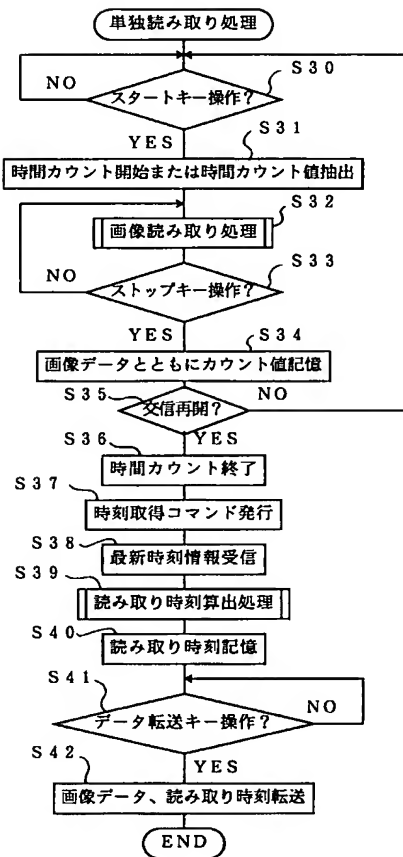 単独読み取り処理
S30
NO
スタートキー操作?
YES
S31
時間カウント開始または時間カウント値抽出
S32
画像読み取り処理
S33
NO
ストップキー操作?
YES
S34
画像データとともにカウント値記憶
S35
交信再開?
NO
S36
YES
時間カウント終了
S37
時刻取得コマンド発行
S38
最新時刻情報受信
S39
読み取り時刻算出処理
S40
読み取り時刻記憶
S41
NO
データ転送キー操作?
S42
YES
画像データ、読み取り時刻転送
END